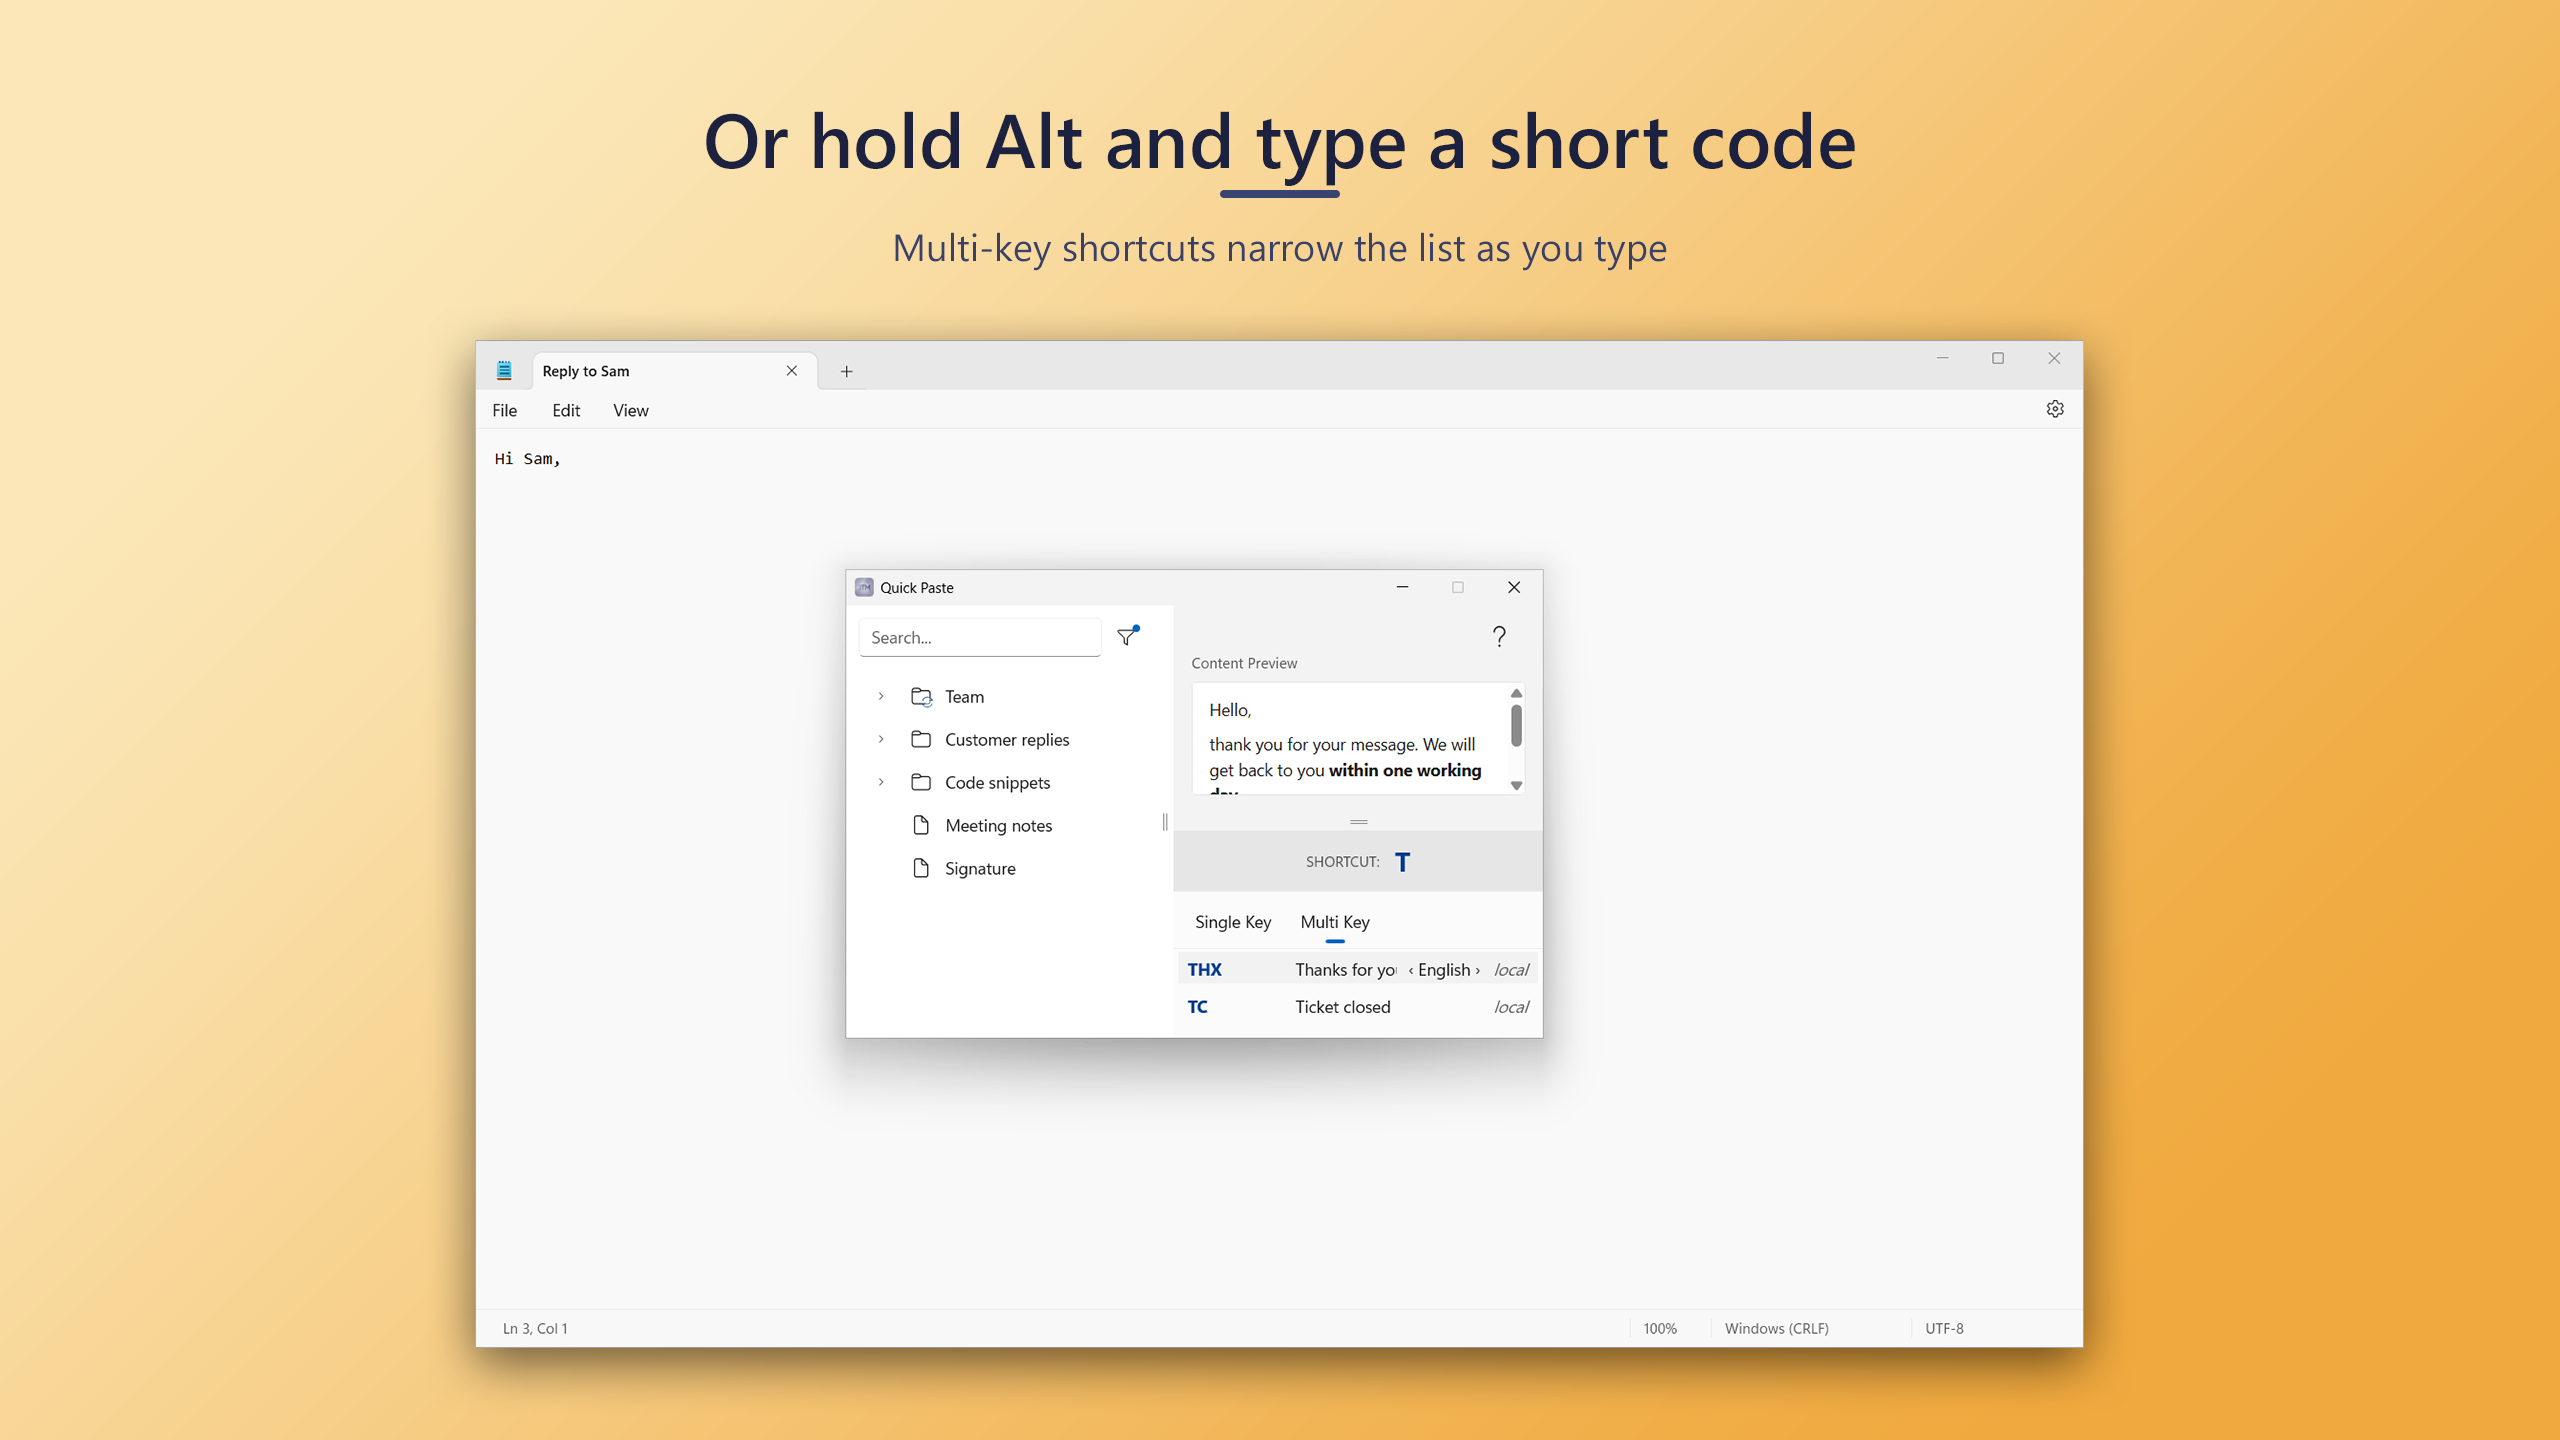 Or hold Alt and type a short code
Multi-key shortcuts narrow the list as you type
Reply to Sam
File Edit View
Hi Sam,
Quick Paste
Search...
Team
Customer replies
Code snippets
Meeting notes
Signature
?
Content Preview
Hello,
thank you for your message. We will
get back to you within one working
SHORTCUT: T
Single Key Multi Key
THX Thanks for you ‹ English › local
TC Ticket closed local
Ln 3, Col 1 100% Windows (CRLF) UTF-8